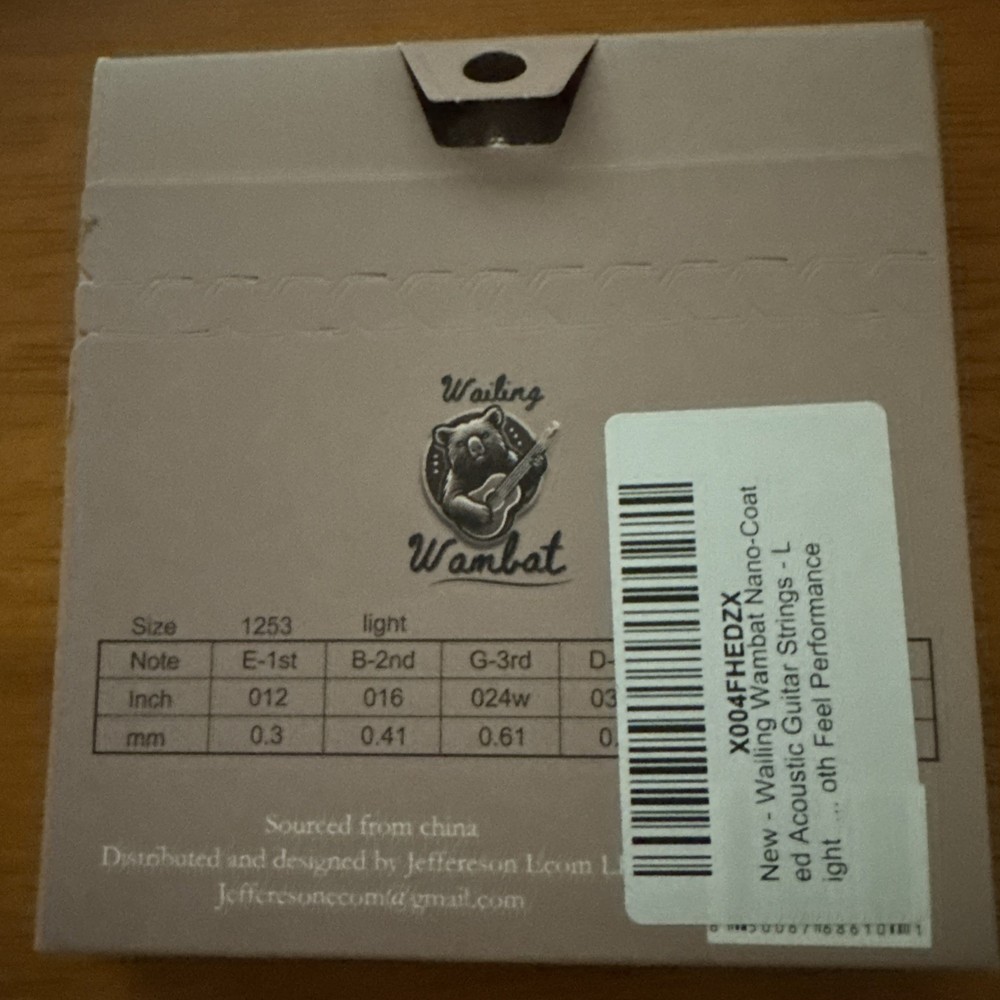 Wailing
Wambat
Size 1253 light
Note E-1st B-2nd G-3rd D-
Inch 012 016 024w 03
mm 0.3 0.41 0.61 0.
Sourced from china
Distributed and designed by Jeffereson Ecom L
Jefferesonecom@gmail.com
X004FHEDZX
New - Wailing Wambat Nano-Coat
ed Acoustic Guitar Strings - L
ight ... oth Feel Performance